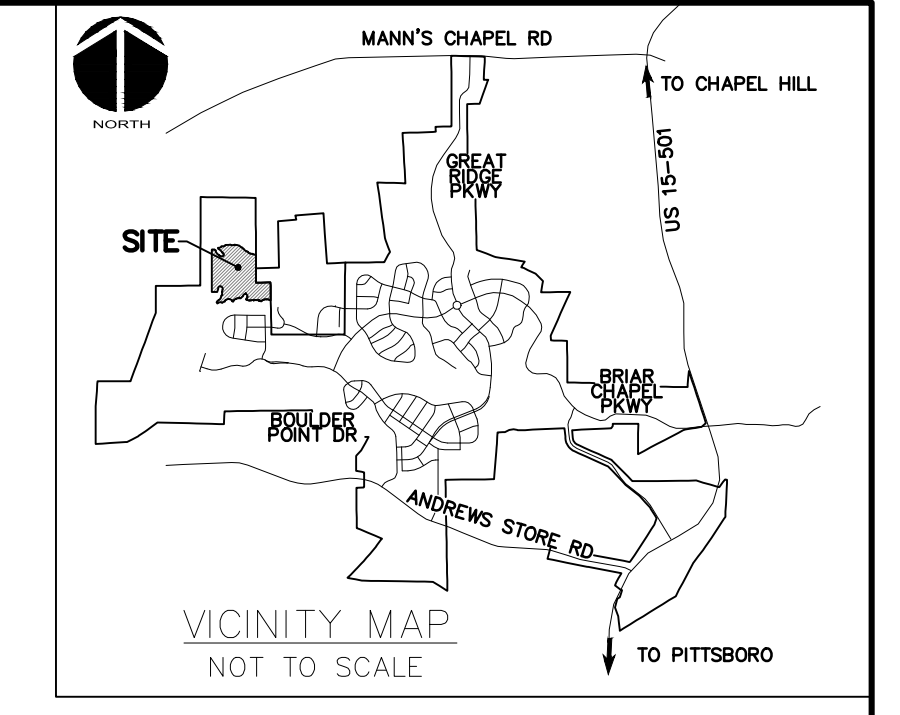 MANN'S CHAPEL RD
TO CHAPEL HILL
NORTH
US 15-501
GREAT
RIDGE
PKWY
SITE
BRIAR
CHAPEL
PKWY
BOULDER
POINT DR
ANDREWS STORE RD
VICINITY MAP
NOT TO SCALE
TO PITTSBORO